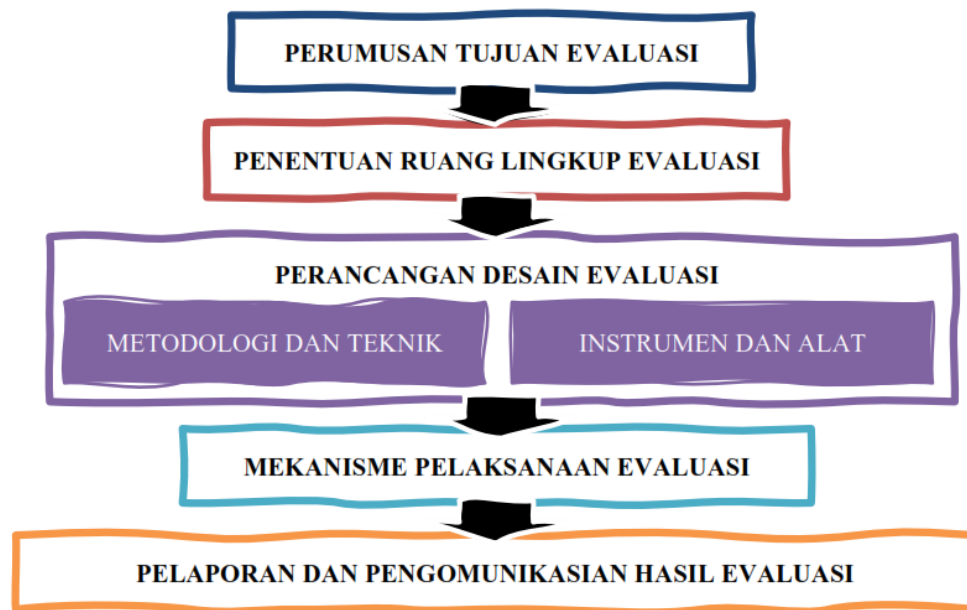 PERUMUSAN TUJUAN EVALUASI
PENENTUAN RUANG LINGKUP EVALUASI
PERANCANGAN DESAIN EVALUASI
METODOLOGI DAN TEKNIK
INSTRUMEN DAN ALAT
MEKANISME PELAKSANAAN EVALUASI
PELAPORAN DAN PENGOMUNIKASIAN HASIL EVALUASI